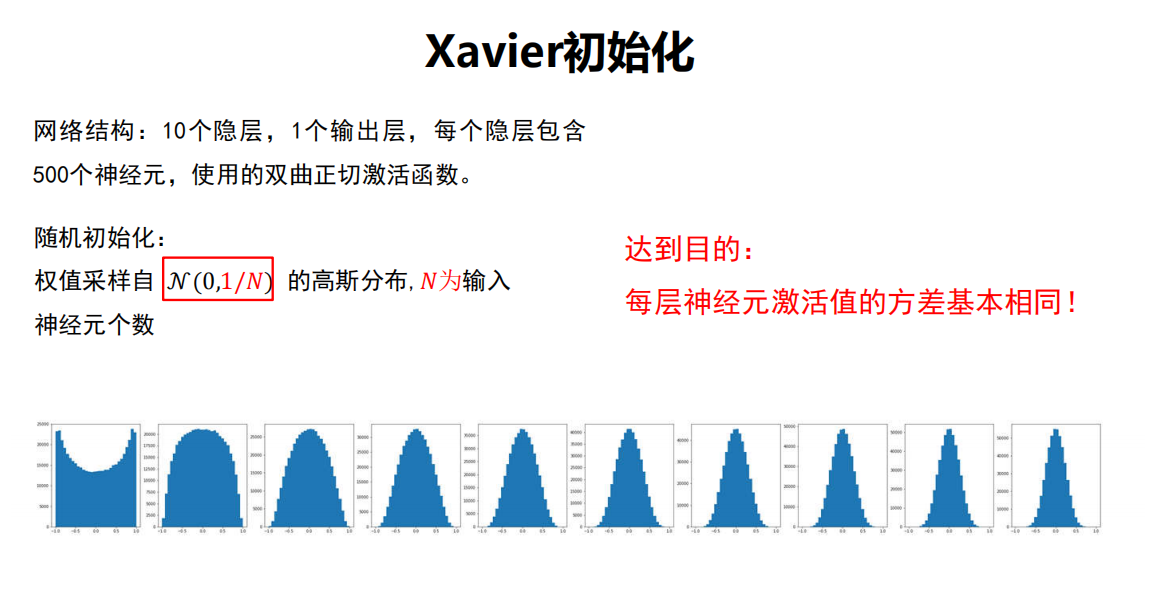 Xavier初始化
网络结构：10个隐层，1个输出层，每个隐层包含
500个神经元，使用的双曲正切激活函数。
随机初始化：
权值采样自 𝒩(0,1/N) 的高斯分布,N为输入
神经元个数
达到目的：
每层神经元激活值的方差基本相同！